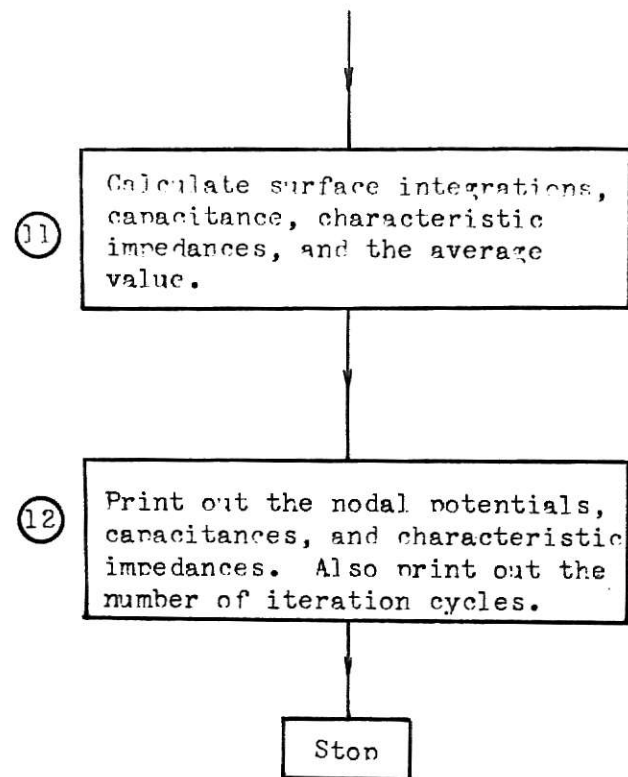 11
Calculate surface integrations,
capacitance, characteristic
impedances, and the average
value.
12
Print out the nodal potentials,
capacitances, and characteristic
impedances. Also print out the
number of iteration cycles.
Stop